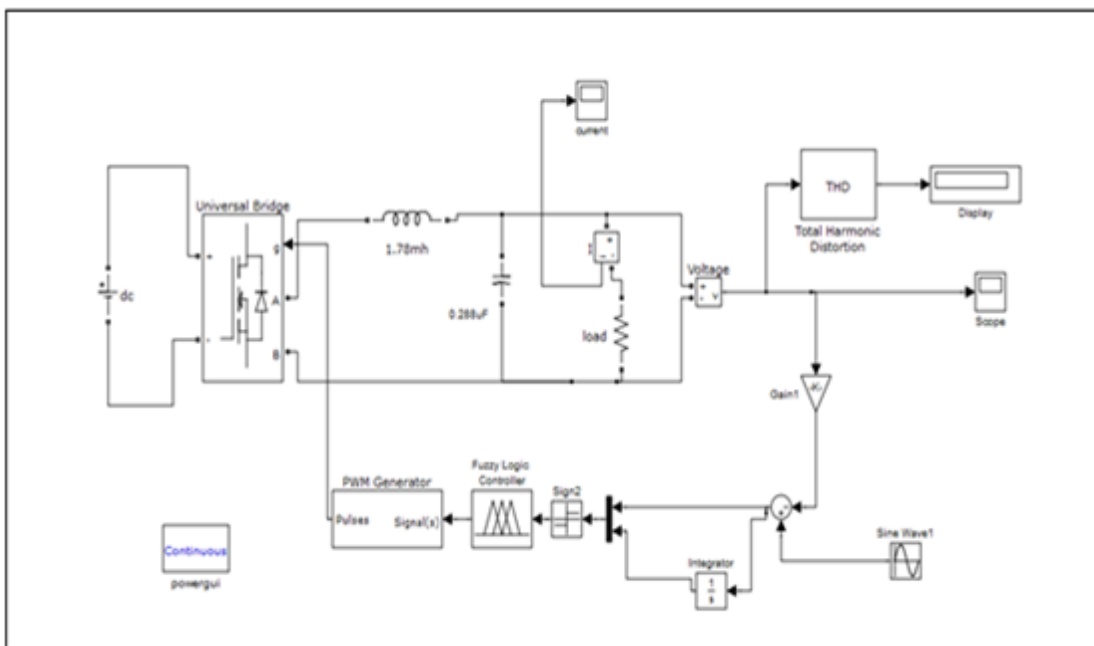 current
THD
Total Harmonic
Distortion
Display
Universal Bridge
g
+
A
-
B
dc
1.78mh
0.288uF
+
-
load
Voltage
+
-
v
Scope
Gain1
-K-
Fuzzy Logic
Controller
Sign2
PWM Generator
Pulses
Signal(s)
Sine Wave1
Integrator
1
s
Continuous
powergui